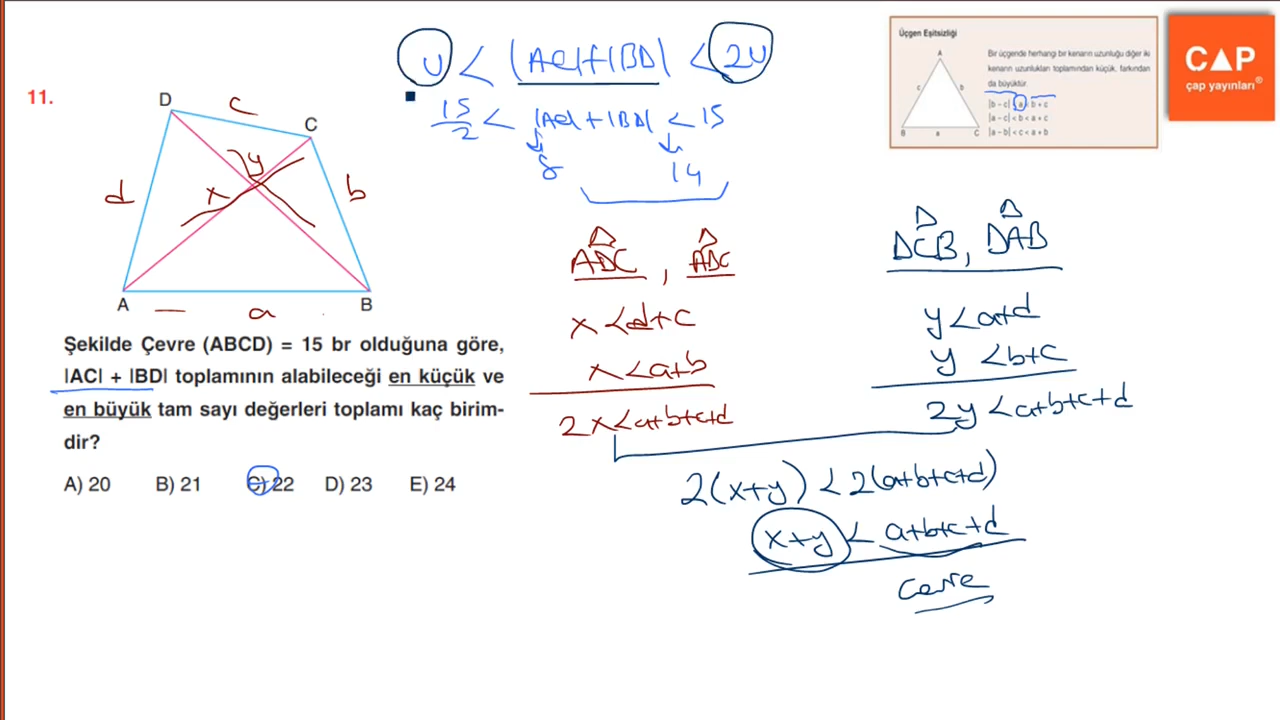 u < |AC|+|BD| < 2u
15/2 < |AC|+|BD| < 15
8
14
Üçgen Eşitsizliği
A
c
b
B
a
C
Bir üçgende herhangi bir kenarın uzunluğu diğer iki
kenarın uzunlukları toplamından küçük, farkından
da büyüktür.
|b – c| < a < b + c
|a – c| < b < a + c
|a – b| < c < a + b
CAP
çap yayınları
11.
D
c
C
d
x
y
b
A
a
B
Şekilde Çevre (ABCD) = 15 br olduğuna göre,
|AC| + |BD| toplamının alabileceği en küçük ve
en büyük tam sayı değerleri toplamı kaç birim-
dir?
A) 20 B) 21 C) 22 D) 23 E) 24
ADC , ABC
x < d+c
x < a+b
2x < a+b+c+d
DCB, DAB
y < a+d
y < b+c
2y < a+b+c+d
2(x+y) < 2(a+b+c+d)
x+y < a+b+c+d